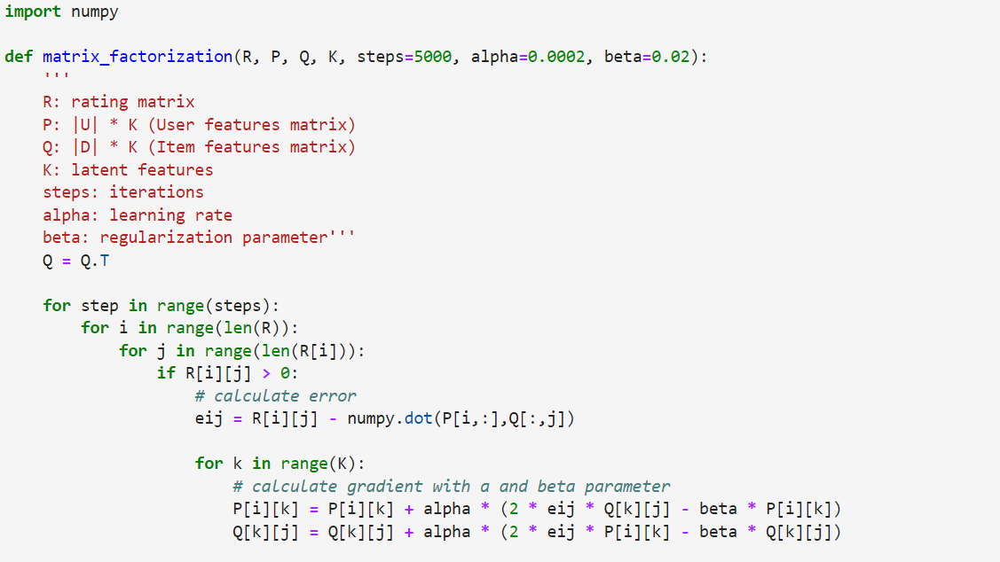 import numpy
def matrix_factorization(R, P, Q, K, steps=5000, alpha=0.0002, beta=0.02):
    '''
    R: rating matrix
    P: |U| * K (User features matrix)
    Q: |D| * K (Item features matrix)
    K: latent features
    steps: iterations
    alpha: learning rate
    beta: regularization parameter'''
    Q = Q.T
    for step in range(steps):
        for i in range(len(R)):
            for j in range(len(R[i])):
                if R[i][j] > 0:
                    # calculate error
                    eij = R[i][j] - numpy.dot(P[i,:],Q[:,j])
                    for k in range(K):
                        # calculate gradient with a and beta parameter
                        P[i][k] = P[i][k] + alpha * (2 * eij * Q[k][j] - beta * P[i][k])
                        Q[k][j] = Q[k][j] + alpha * (2 * eij * P[i][k] - beta * Q[k][j])